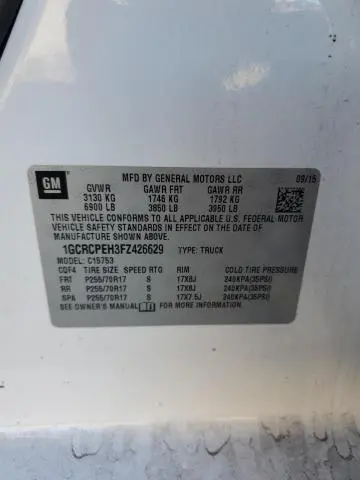 GM
MFD BY GENERAL MOTORS LLC 09/15
GVWR GAWR FRT GAWR RR
3130 KG 1746 KG 1792 KG
6900 LB 3850 LB 3950 LB
THIS VEHICLE CONFORMS TO ALL APPLICABLE U.S. FEDERAL MOTOR
VEHICLE SAFETY STANDARDS IN EFFECT ON THE DATE OF
MANUFACTURE SHOWN ABOVE.
1GCRCPEH3FZ426629 TYPE: TRUCK
MODEL: C15753
CQF4 TIRE SIZE SPEED RTG RIM COLD TIRE PRESSURE
FRT P255/70R17 S 17X8J 240KPA(35PSI)
RR P255/70R17 S 17X8J 240KPA(35PSI)
SPA P255/70R17 S 17X7.5J 240KPA(35PSI)
SEE OWNER'S MANUAL FOR MORE INFORMATION